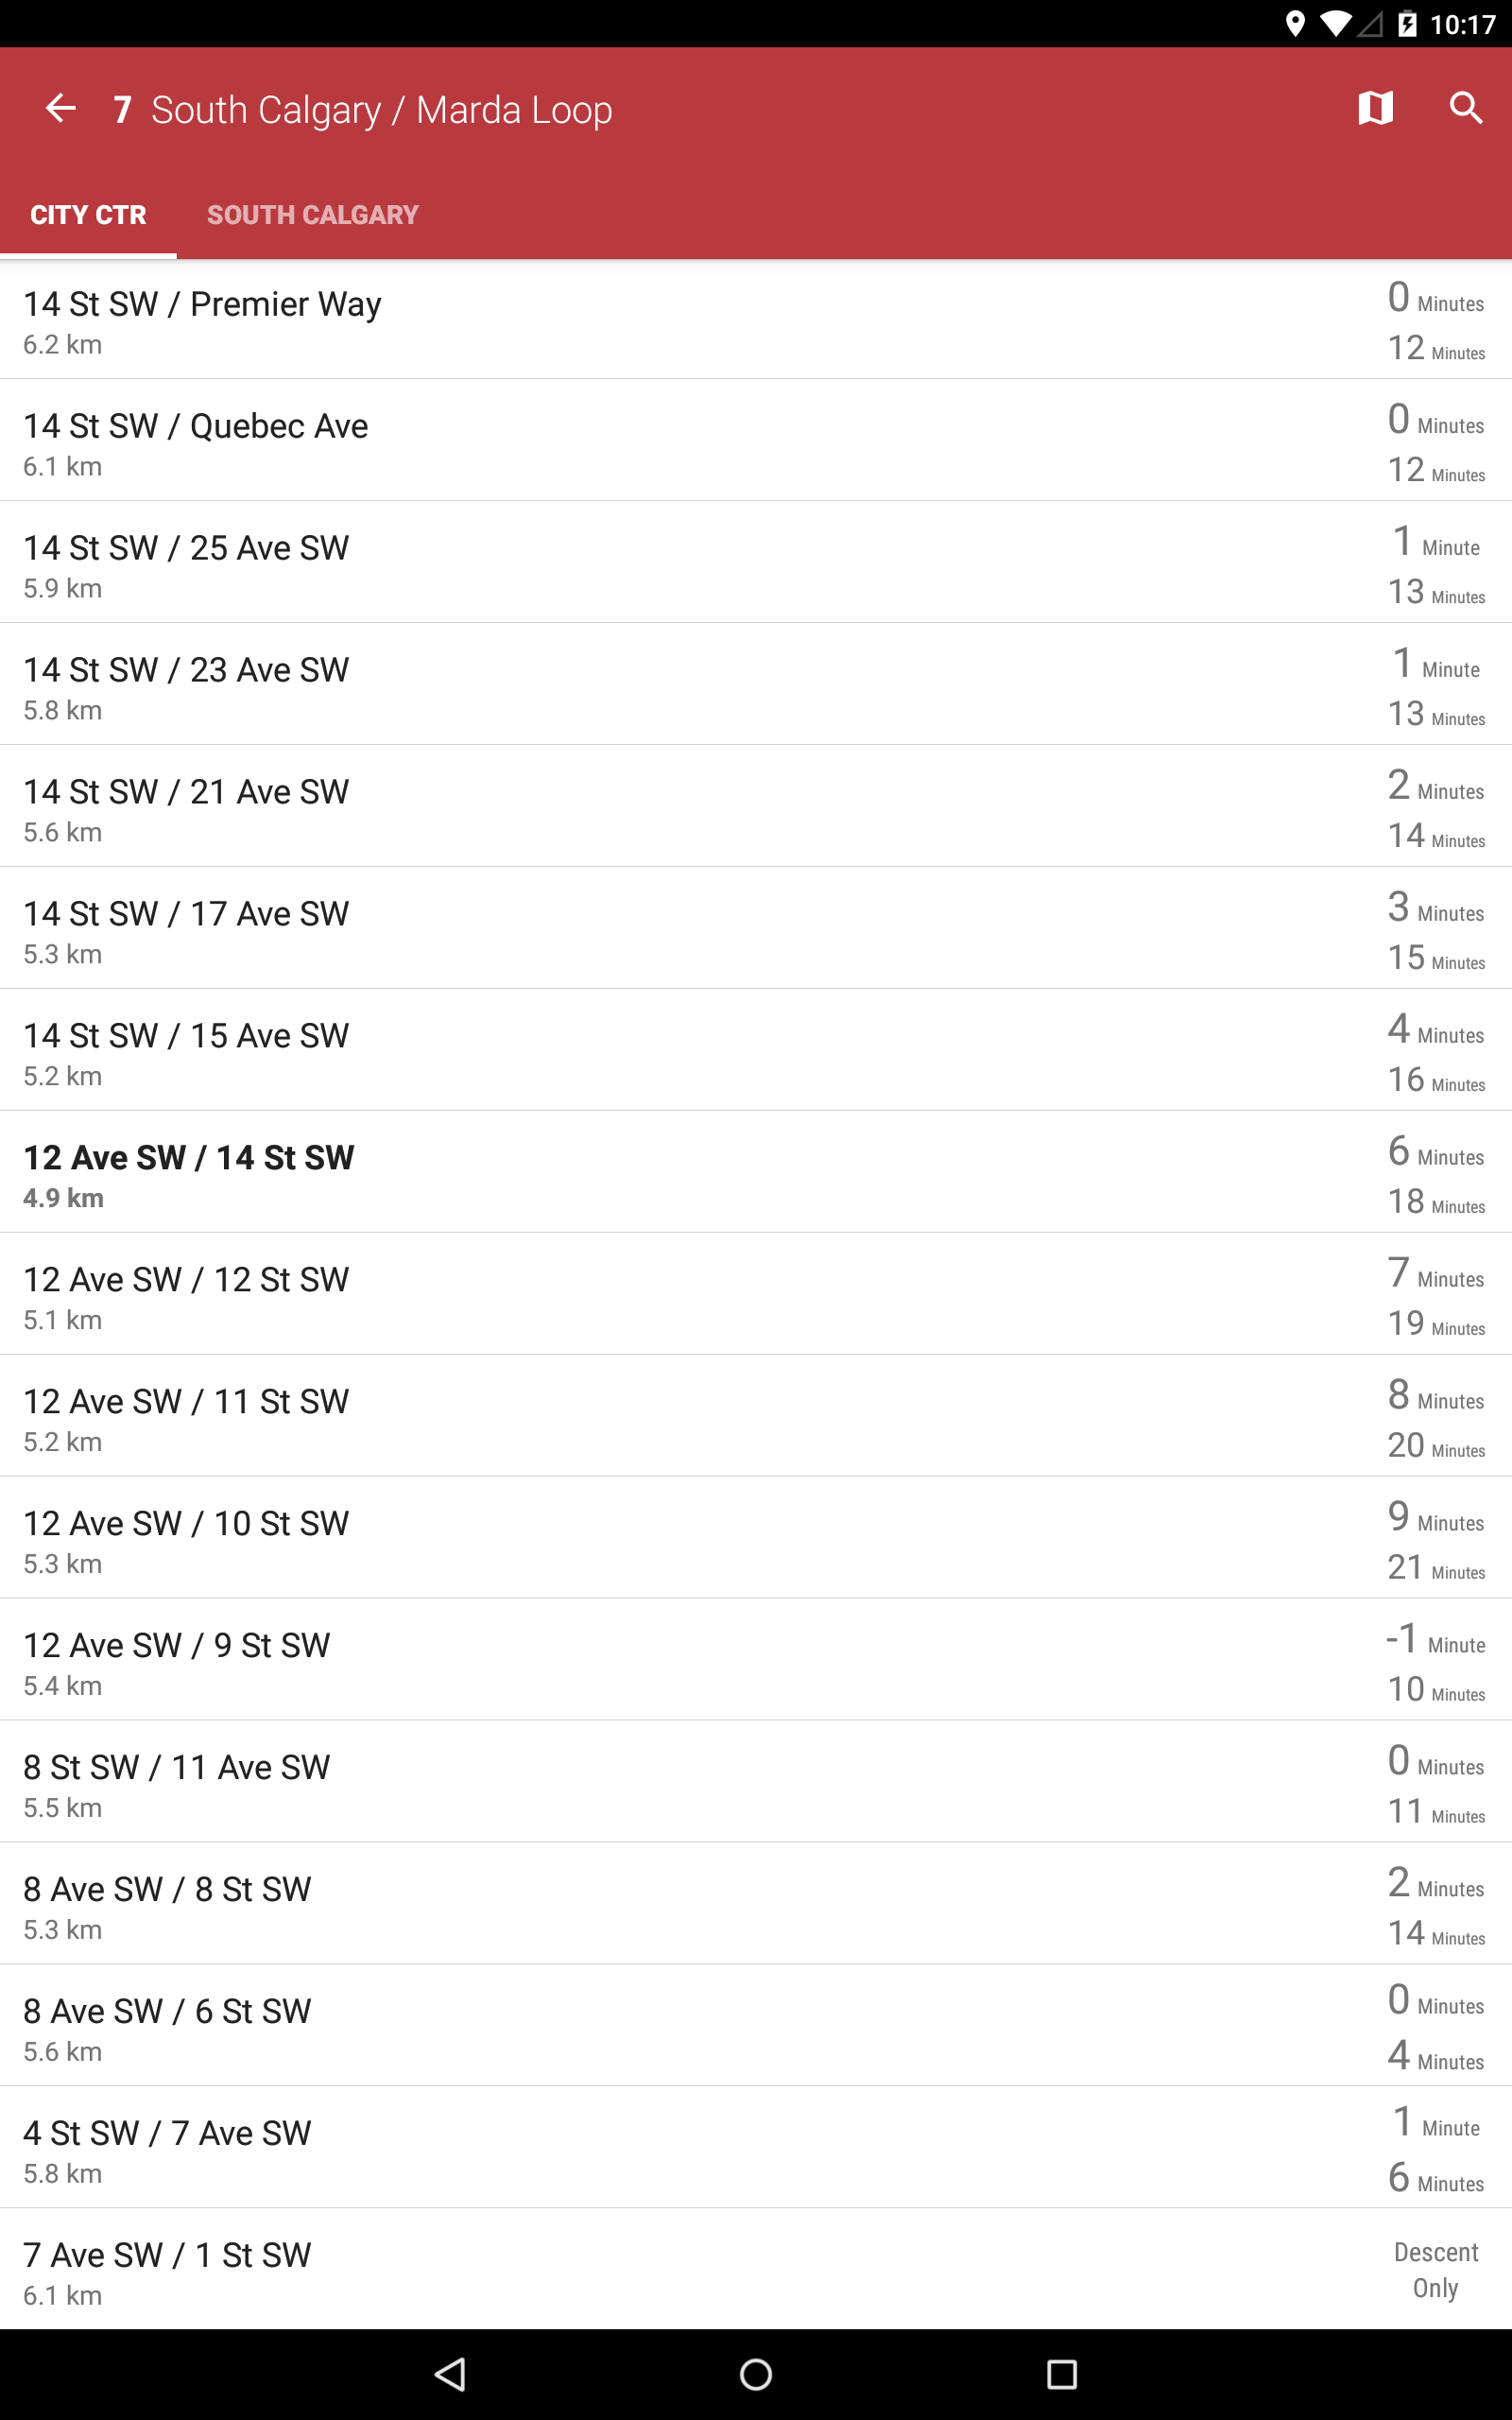 10:17
7 South Calgary / Marda Loop
CITY CTR SOUTH CALGARY
14 St SW / Premier Way
6.2 km
0 Minutes
12 Minutes
14 St SW / Quebec Ave
6.1 km
0 Minutes
12 Minutes
14 St SW / 25 Ave SW
5.9 km
1 Minute
13 Minutes
14 St SW / 23 Ave SW
5.8 km
1 Minute
13 Minutes
14 St SW / 21 Ave SW
5.6 km
2 Minutes
14 Minutes
14 St SW / 17 Ave SW
5.3 km
3 Minutes
15 Minutes
14 St SW / 15 Ave SW
5.2 km
4 Minutes
16 Minutes
12 Ave SW / 14 St SW
4.9 km
6 Minutes
18 Minutes
12 Ave SW / 12 St SW
5.1 km
7 Minutes
19 Minutes
12 Ave SW / 11 St SW
5.2 km
8 Minutes
20 Minutes
12 Ave SW / 10 St SW
5.3 km
9 Minutes
21 Minutes
12 Ave SW / 9 St SW
5.4 km
-1 Minute
10 Minutes
8 St SW / 11 Ave SW
5.5 km
0 Minutes
11 Minutes
8 Ave SW / 8 St SW
5.3 km
2 Minutes
14 Minutes
8 Ave SW / 6 St SW
5.6 km
0 Minutes
4 Minutes
4 St SW / 7 Ave SW
5.8 km
1 Minute
6 Minutes
7 Ave SW / 1 St SW
6.1 km
Descent
Only